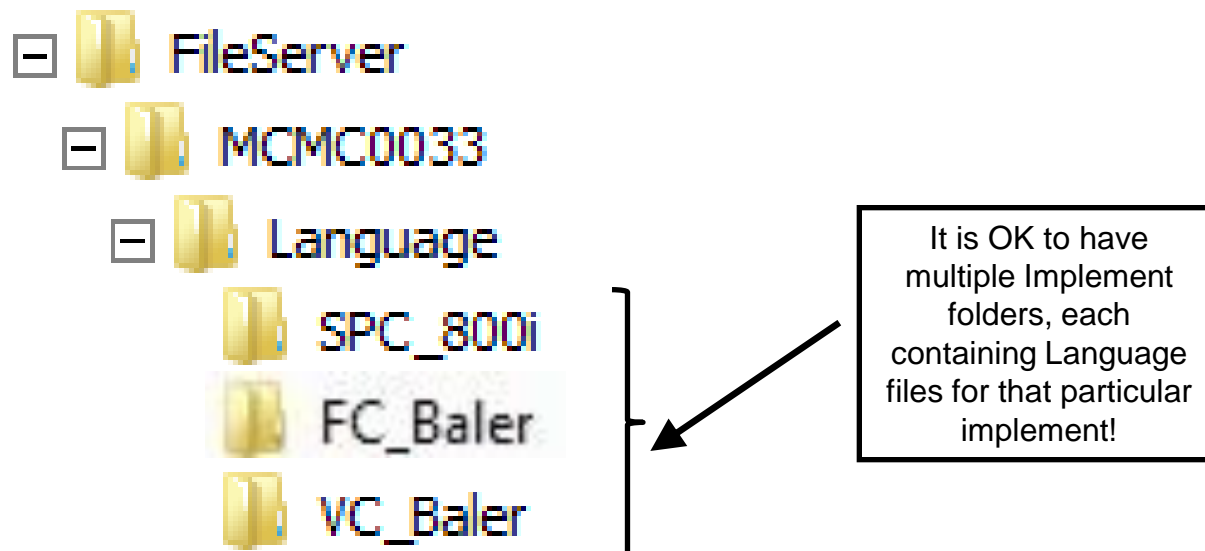 FileServer
MCMC0033
Language
SPC_800i
FC_Baler
VC_Baler
It is OK to have
multiple Implement
folders, each
containing Language
files for that particular
implement!